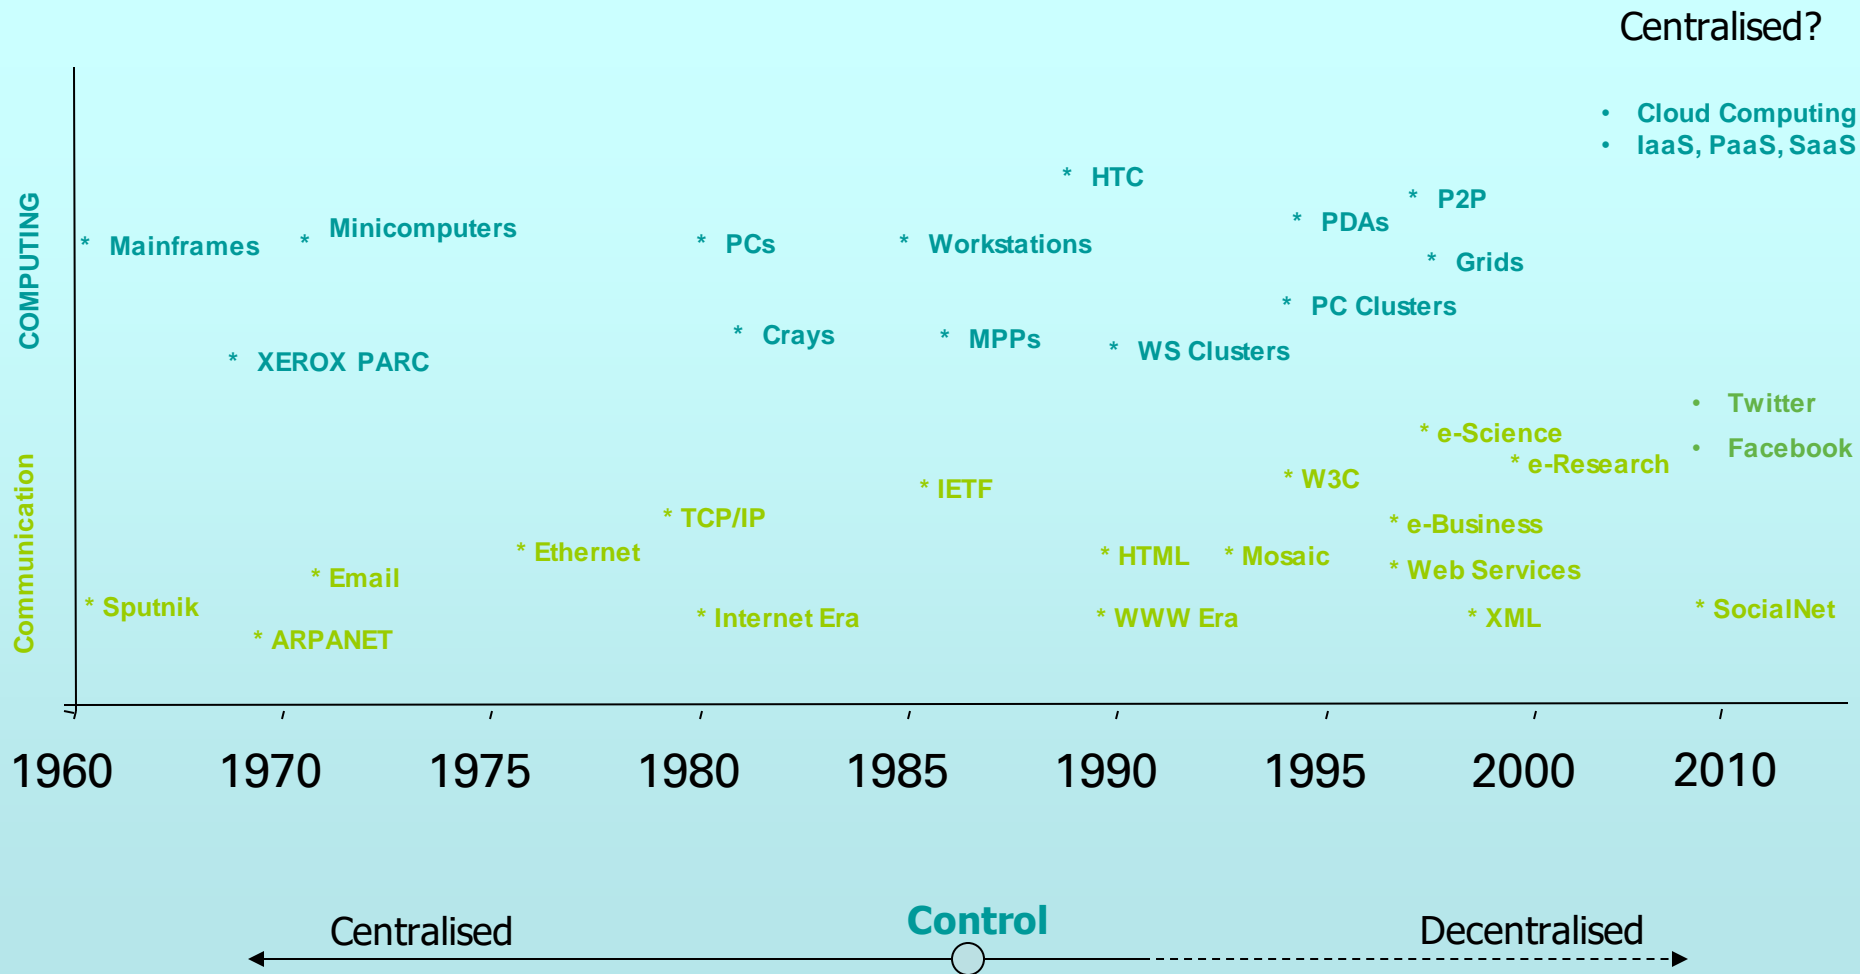 Centralised?
• Cloud Computing
• IaaS, PaaS, SaaS
COMPUTING
* HTC
* P2P
* PDAs
* Mainframes
* Minicomputers
* PCs
* Workstations
* Grids
* PC Clusters
* Crays
* MPPs
* WS Clusters
* XEROX PARC
• Twitter
• Facebook
Communication
* e-Science
* e-Research
* W3C
* IETF
* TCP/IP
* e-Business
* Ethernet
* HTML
* Mosaic
* Web Services
* Email
* Sputnik
* Internet Era
* WWW Era
* XML
* SocialNet
* ARPANET
1960 1970 1975 1980 1985 1990 1995 2000 2010
Control
Centralised
Decentralised